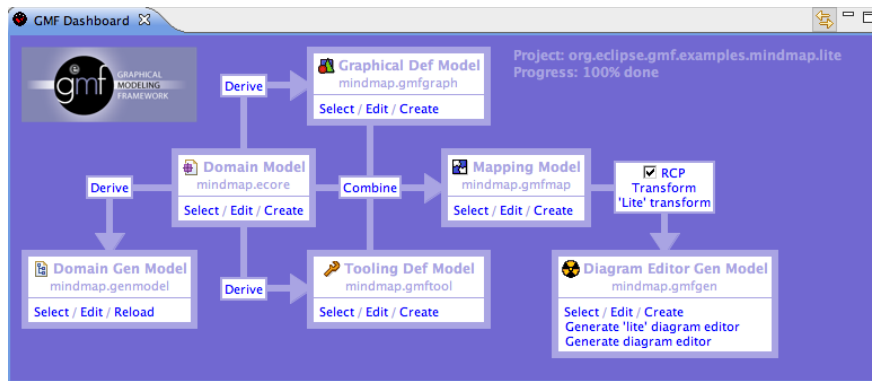 GMF Dashboard
gmf
GRAPHICAL
MODELING
FRAMEWORK
Derive
Graphical Def Model
mindmap.gmfgraph
Select / Edit / Create
Project: org.eclipse.gmf.examples.mindmap.lite
Progress: 100% done
Derive
Domain Model
mindmap.ecore
Select / Edit / Create
Combine
Mapping Model
mindmap.gmfmap
Select / Edit / Create
RCP
Transform
'Lite' transform
Domain Gen Model
mindmap.genmodel
Select / Edit / Reload
Derive
Tooling Def Model
mindmap.gmftool
Select / Edit / Create
Diagram Editor Gen Model
mindmap.gmfgen
Select / Edit / Create
Generate 'lite' diagram editor
Generate diagram editor